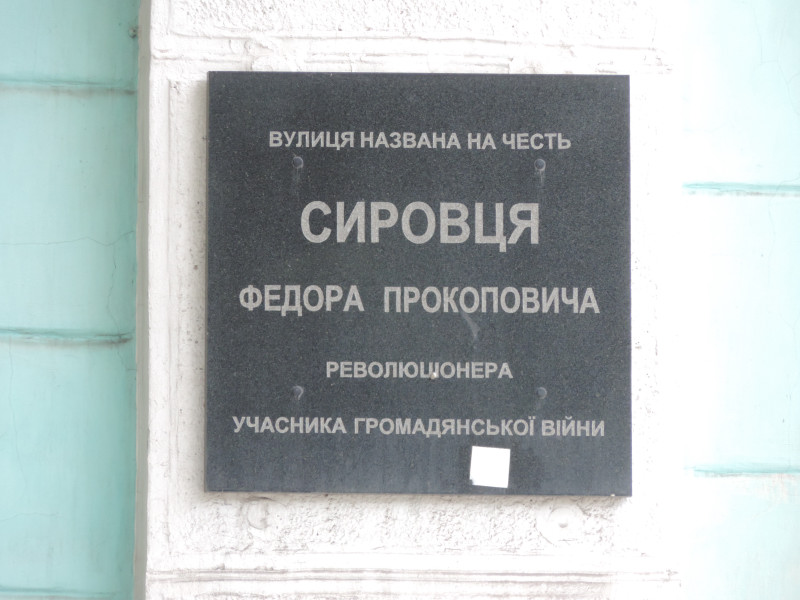 ВУЛИЦЯ НАЗВАНА НА ЧЕСТЬ
СИРОВЦЯ
ФЕДОРА ПРОКОПОВИЧА
РЕВОЛЮЦІОНЕРА
УЧАСНИКА ГРОМАДЯНСЬКОЇ ВІЙНИ